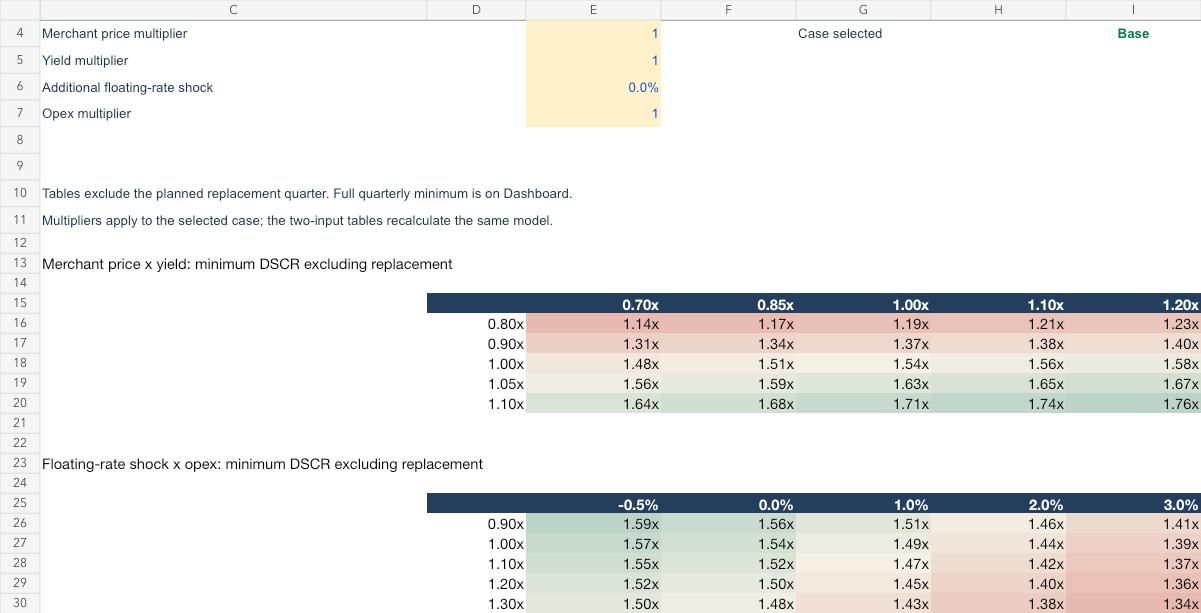 C D E F G H I
4 Merchant price multiplier 1 Case selected Base
5 Yield multiplier 1
6 Additional floating-rate shock 0.0%
7 Opex multiplier 1
8
9
10 Tables exclude the planned replacement quarter. Full quarterly minimum is on Dashboard.
11 Multipliers apply to the selected case; the two-input tables recalculate the same model.
12
13 Merchant price x yield: minimum DSCR excluding replacement
14
15 0.70x 0.85x 1.00x 1.10x 1.20x
16 0.80x 1.14x 1.17x 1.19x 1.21x 1.23x
17 0.90x 1.31x 1.34x 1.37x 1.38x 1.40x
18 1.00x 1.48x 1.51x 1.54x 1.56x 1.58x
19 1.05x 1.56x 1.59x 1.63x 1.65x 1.67x
20 1.10x 1.64x 1.68x 1.71x 1.74x 1.76x
21
22
23 Floating-rate shock x opex: minimum DSCR excluding replacement
24
25 -0.5% 0.0% 1.0% 2.0% 3.0%
26 0.90x 1.59x 1.56x 1.51x 1.46x 1.41x
27 1.00x 1.57x 1.54x 1.49x 1.44x 1.39x
28 1.10x 1.55x 1.52x 1.47x 1.42x 1.37x
29 1.20x 1.52x 1.50x 1.45x 1.40x 1.36x
30 1.30x 1.50x 1.48x 1.43x 1.38x 1.34x